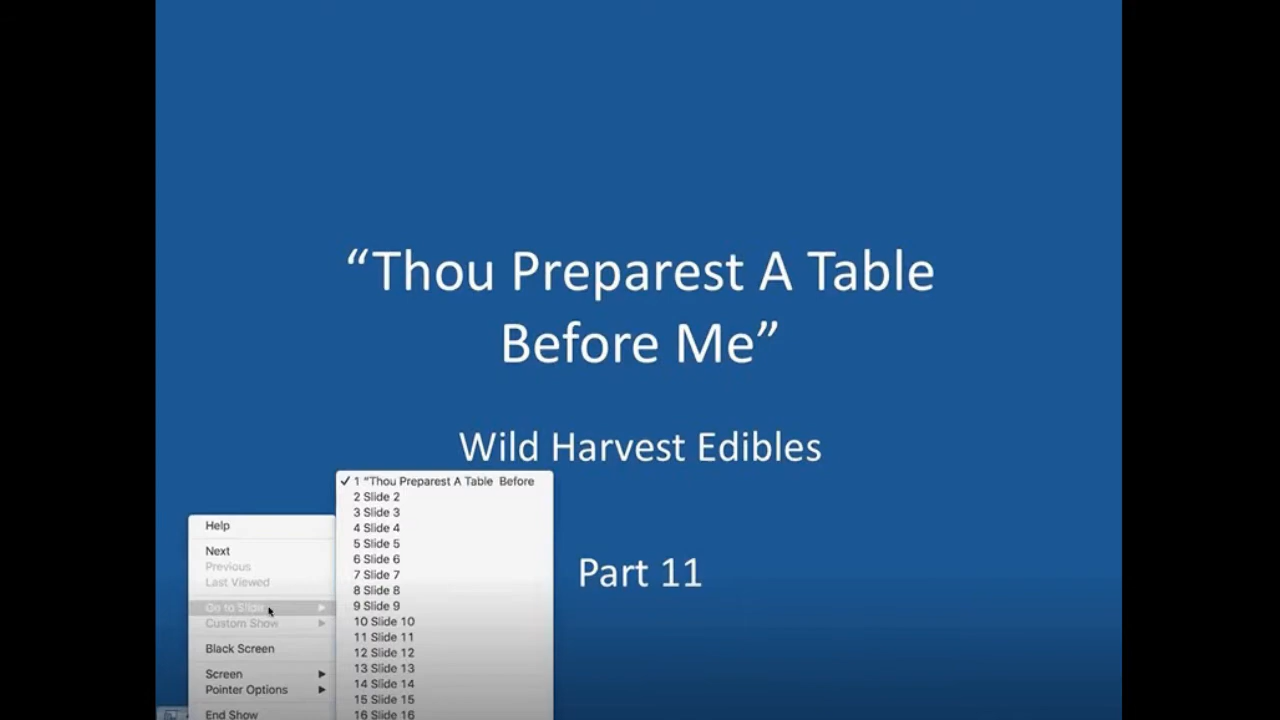 “Thou Preparest A Table
Before Me”
Wild Harvest Edibles
Part 11
Help
Next
Previous
Last Viewed
Go to Slide
Custom Show
Black Screen
Screen
Pointer Options
End Show
✓ 1 "Thou Preparest A Table Before
2 Slide 2
3 Slide 3
4 Slide 4
5 Slide 5
6 Slide 6
7 Slide 7
8 Slide 8
9 Slide 9
10 Slide 10
11 Slide 11
12 Slide 12
13 Slide 13
14 Slide 14
15 Slide 15
16 Slide 16